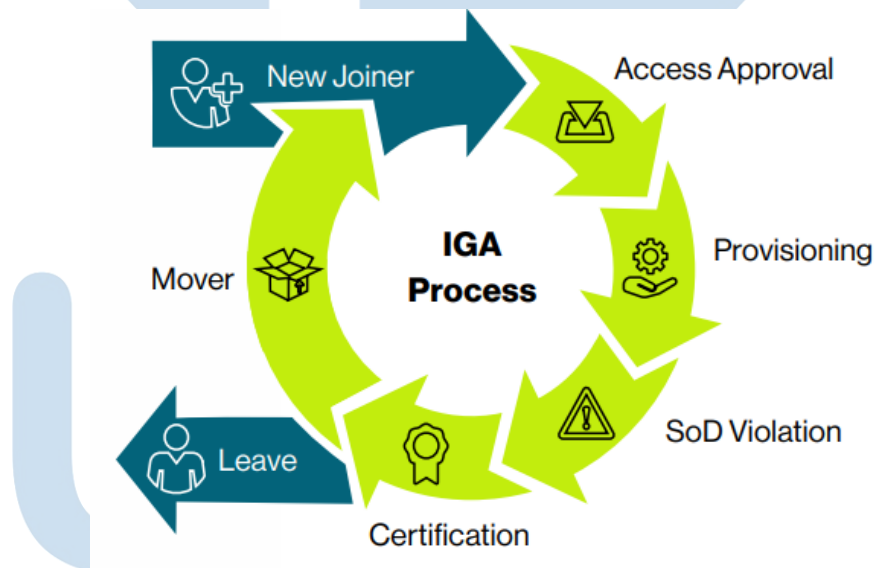 New Joiner
Access Approval
IGA
Process
Provisioning
Mover
SoD Violation
Leave
Certification